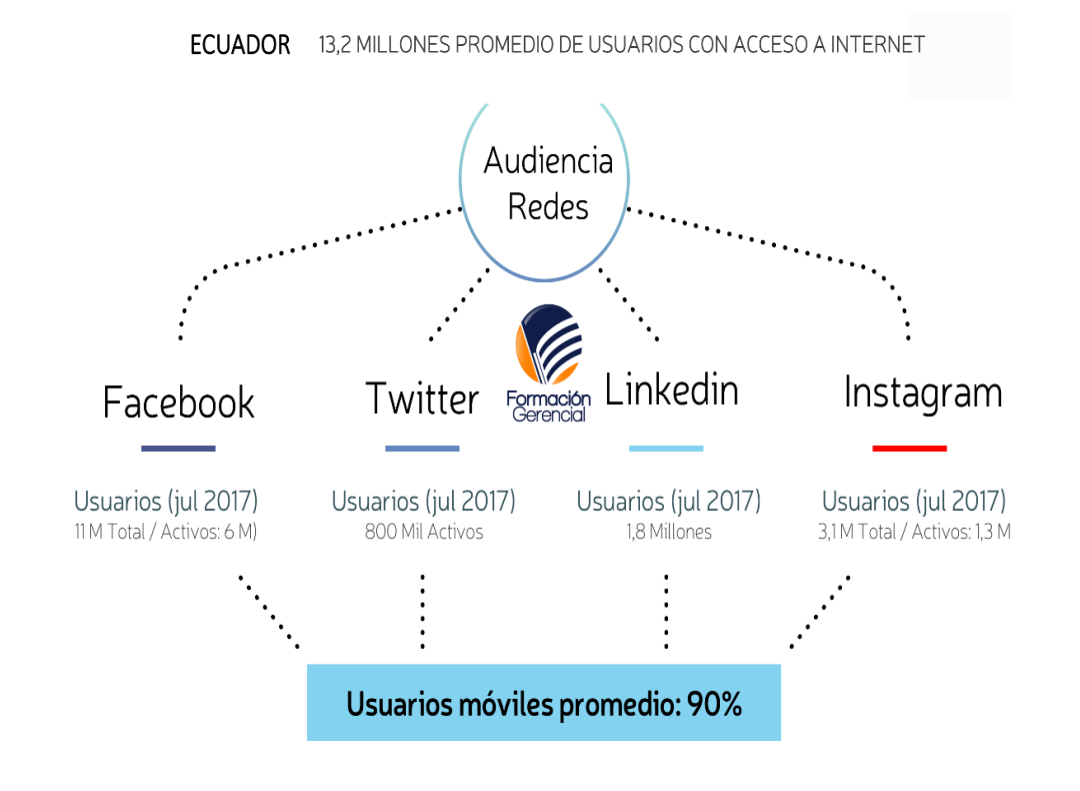 ECUADOR 13,2 MILLONES PROMEDIO DE USUARIOS CON ACCESO A INTERNET
Audiencia
Redes
Formación
Gerencial
Facebook
Twitter
Linkedin
Instagram
Usuarios (jul 2017)
11 M Total / Activos: 6 M)
Usuarios (jul 2017)
800 Mil Activos
Usuarios (jul 2017)
1,8 Millones
Usuarios (jul 2017)
3,1 M Total / Activos: 1,3 M
Usuarios móviles promedio: 90%